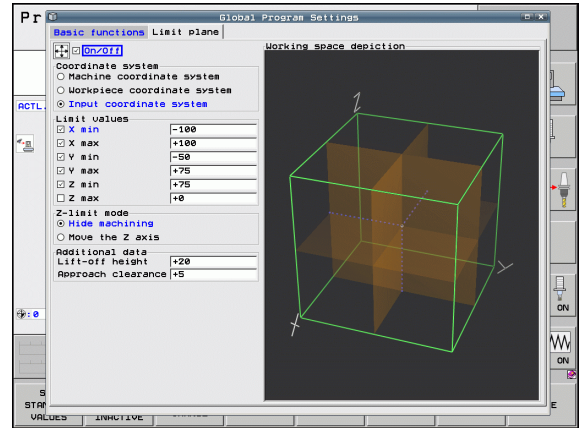 Pr
Global Program Settings
Basic functions
Limit plane
On/Off
Coordinate system
Machine coordinate system
Workpiece coordinate system
Input coordinate system
Limit values
X min -100
X max +100
Y min -50
Y max +75
Z min +75
Z max +0
Z-limit mode
Hide machining
Move the Z axis
Additional data
Lift-off height +20
Approach clearance +5
Working space depiction
Z
Y
X
ACTL.
:0
ON
ON
S
STAN
VALUES
INACTIVE
E